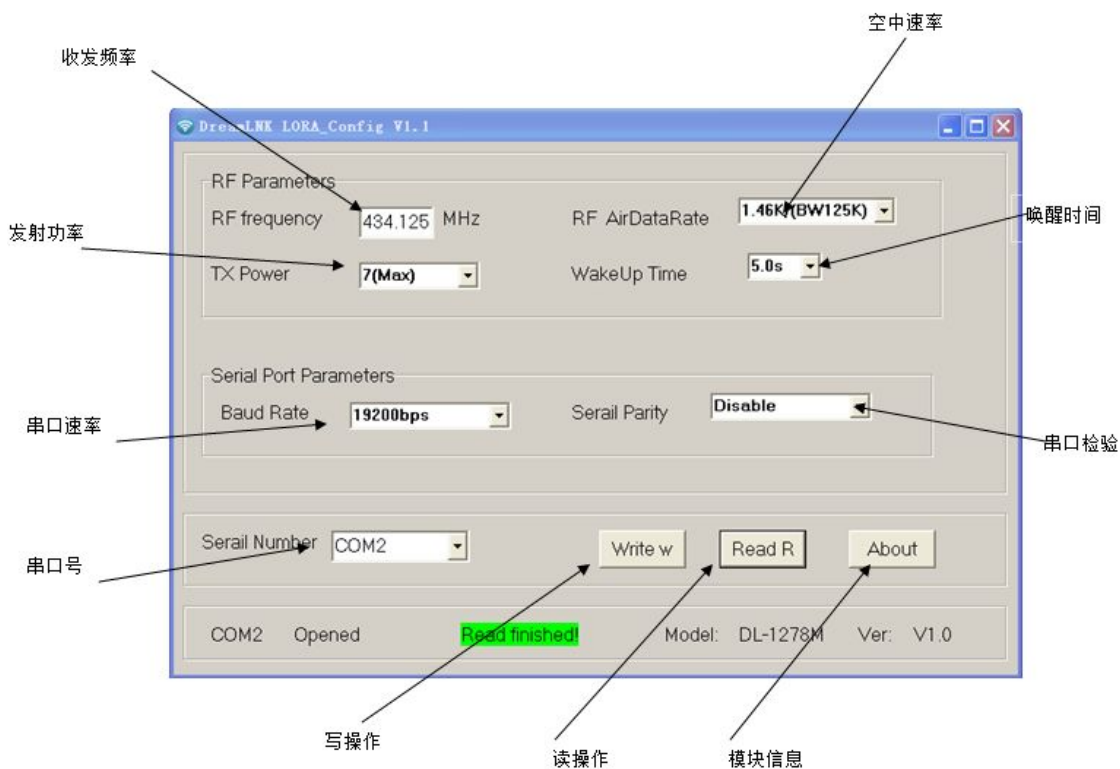 空中速率
收发频率
DreamLNK LORA_Config V1.1
RF Parameters
RF frequency 434.125 MHz RF AirDataRate 1.46K/(BW125K)
唤醒时间
发射功率
TX Power 7(Max) WakeUp Time 5.0s
Serial Port Parameters
Baud Rate 19200bps Serail Parity Disable
串口速率
串口检验
Serail Number COM2 Write w Read R About
串口号
COM2 Opened Read finished! Model: DL-1278M Ver: V1.0
写操作
读操作
模块信息